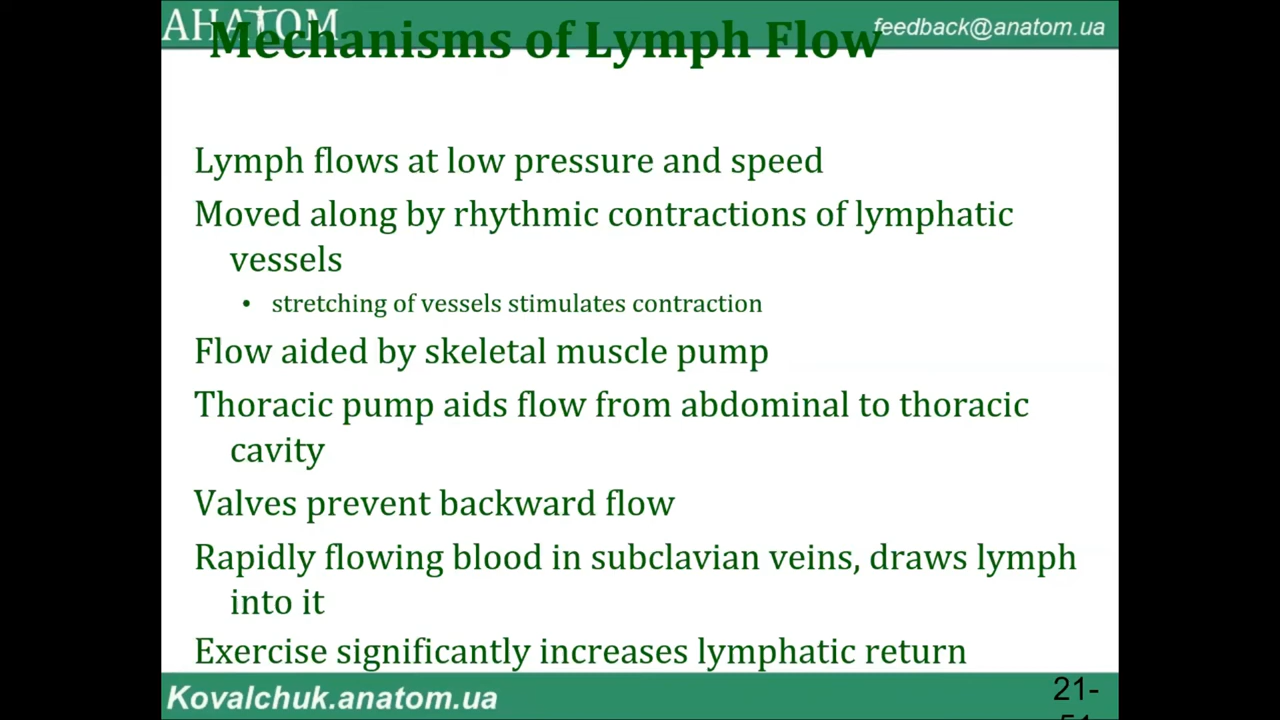 АНАТОМ
feedback@anatom.ua
Mechanisms of Lymph Flow
Lymph flows at low pressure and speed
Moved along by rhythmic contractions of lymphatic
vessels
• stretching of vessels stimulates contraction
Flow aided by skeletal muscle pump
Thoracic pump aids flow from abdominal to thoracic
cavity
Valves prevent backward flow
Rapidly flowing blood in subclavian veins, draws lymph
into it
Exercise significantly increases lymphatic return
Kovalchuk.anatom.ua
21-